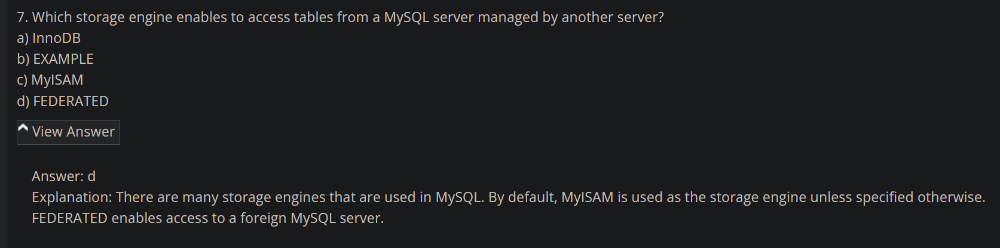 7. Which storage engine enables to access tables from a MySQL server managed by another server?
a) InnoDB
b) EXAMPLE
c) MyISAM
d) FEDERATED
View Answer
Answer: d
Explanation: There are many storage engines that are used in MySQL. By default, MyISAM is used as the storage engine unless specified otherwise.
FEDERATED enables access to a foreign MySQL server.